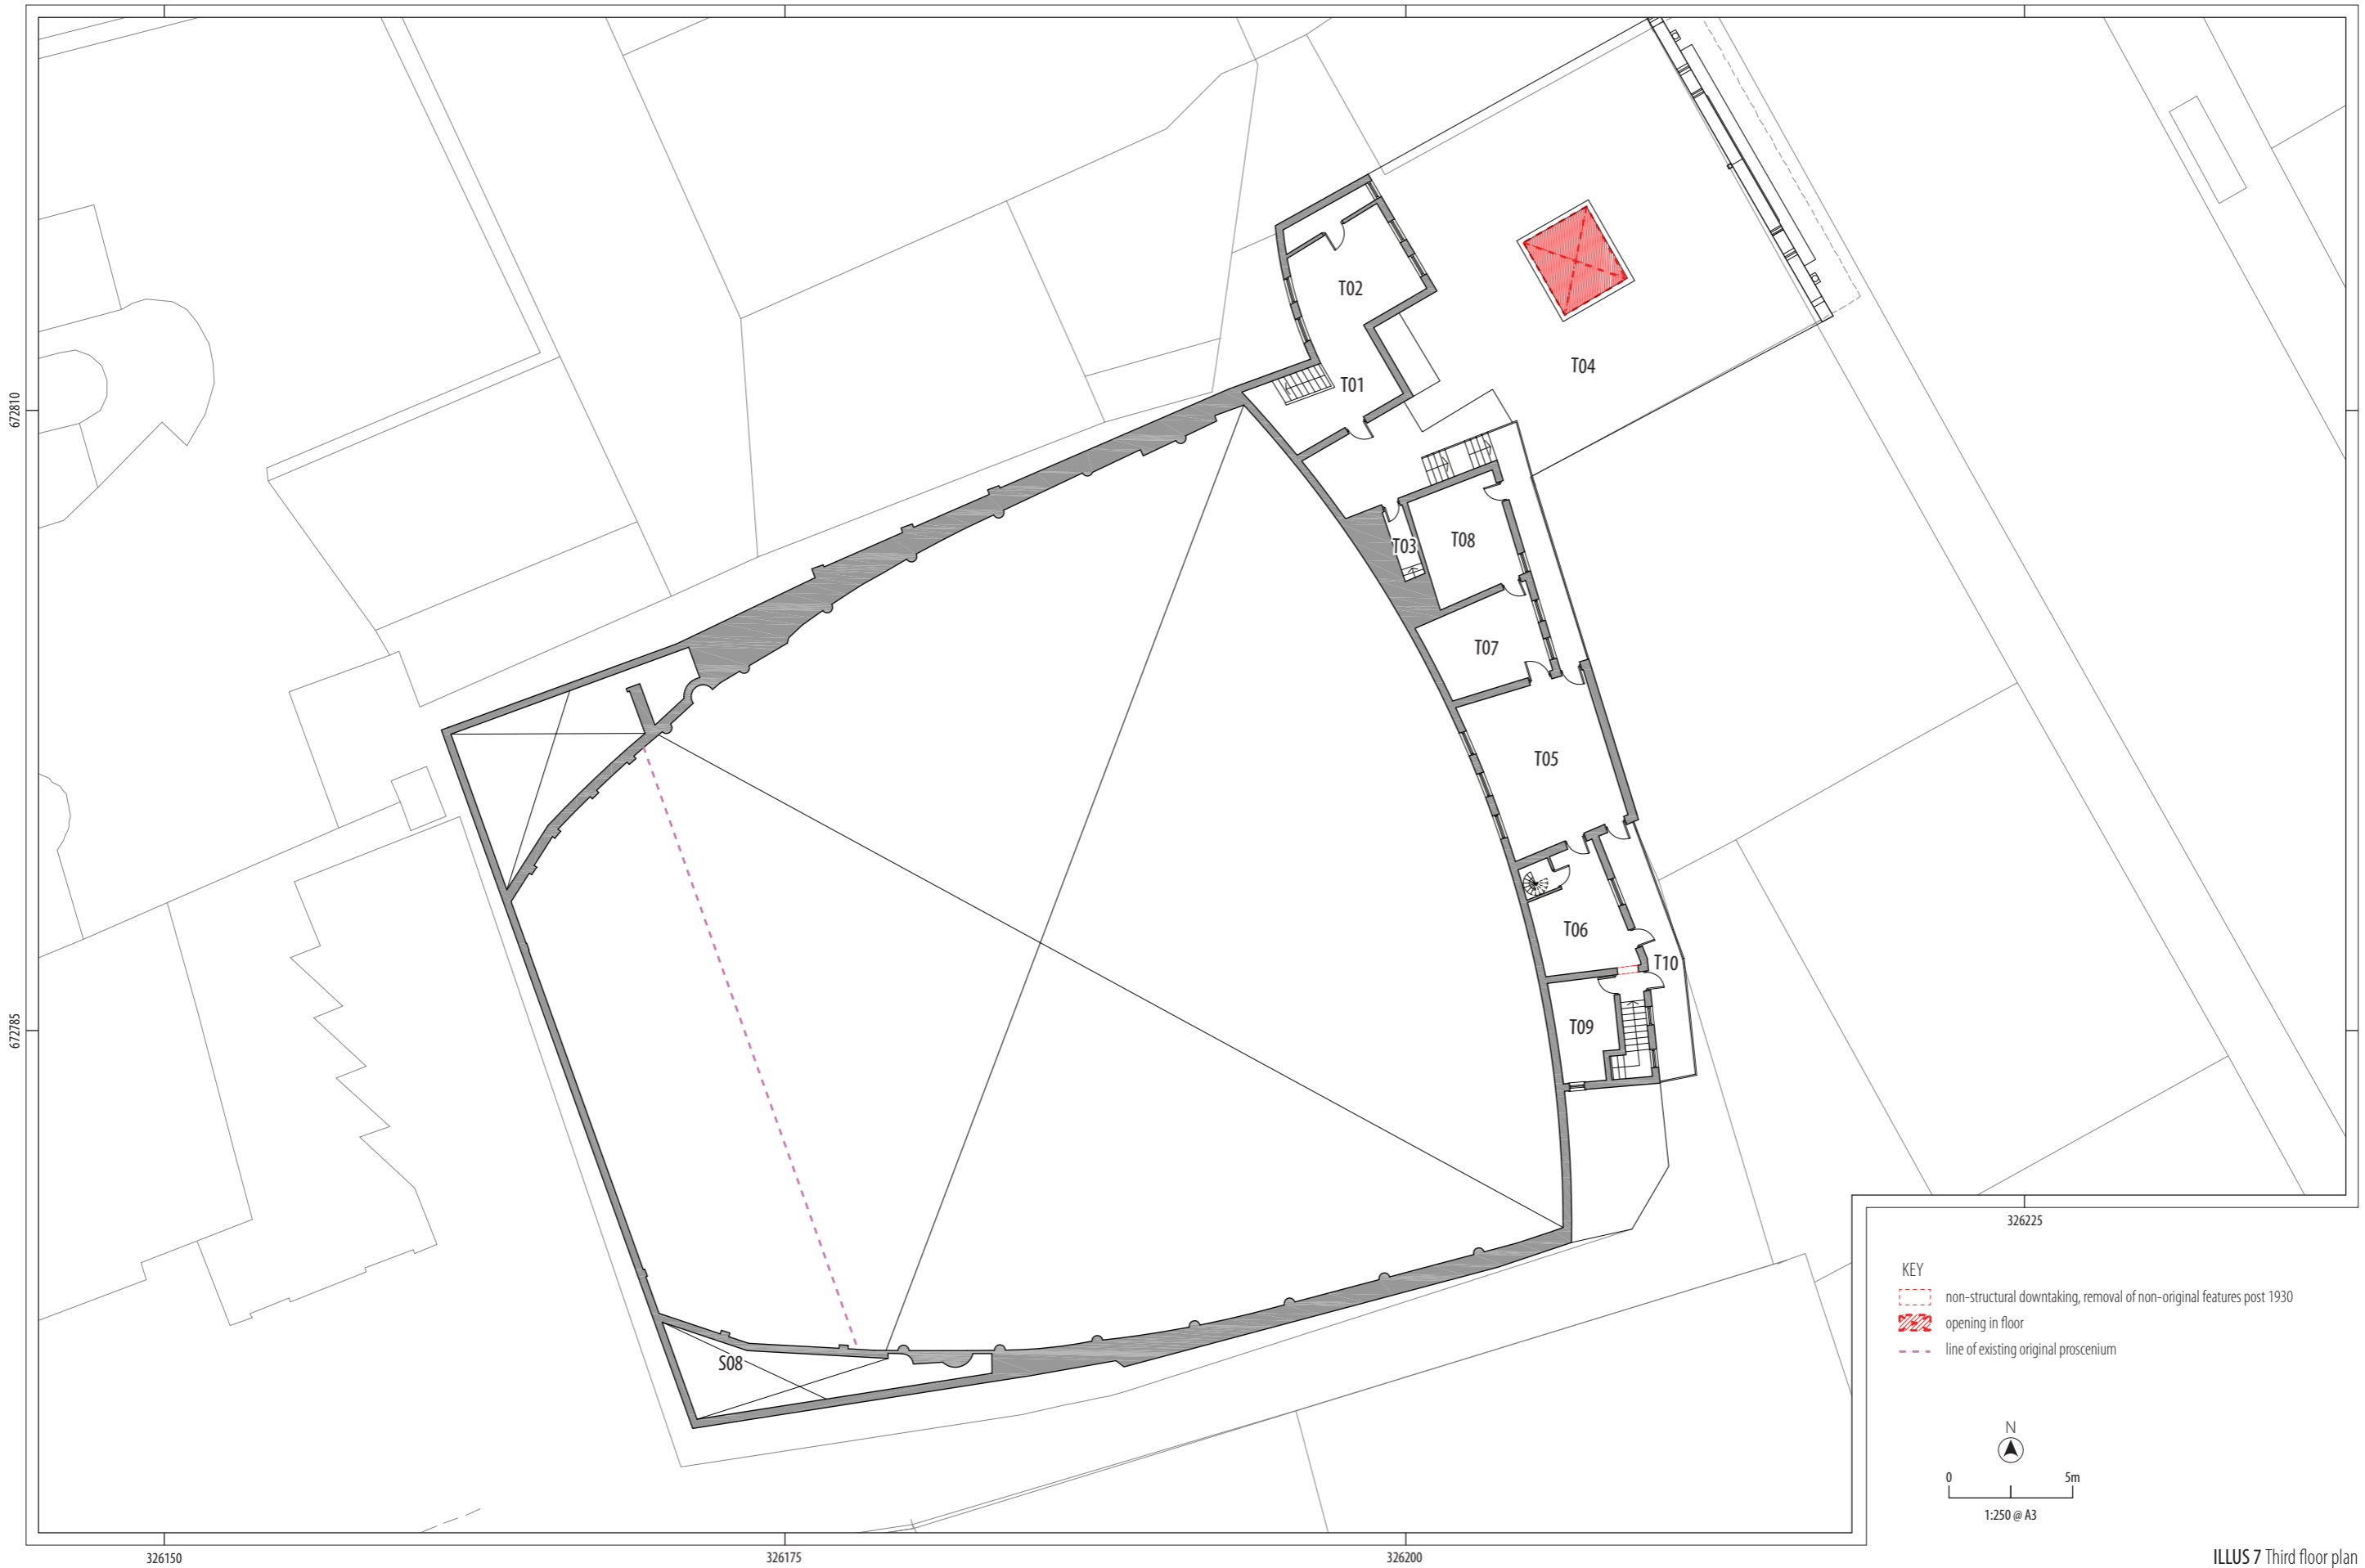 T02
T01
T04
T03
T08
T07
T05
T06
T10
T09
S08
672810
672785
326150
326175
326200
326225
KEY
non-structural downtaking, removal of non-original features post 1930
opening in floor
line of existing original proscenium
N
0 5m
1:250 @ A3
ILLUS 7 Third floor plan